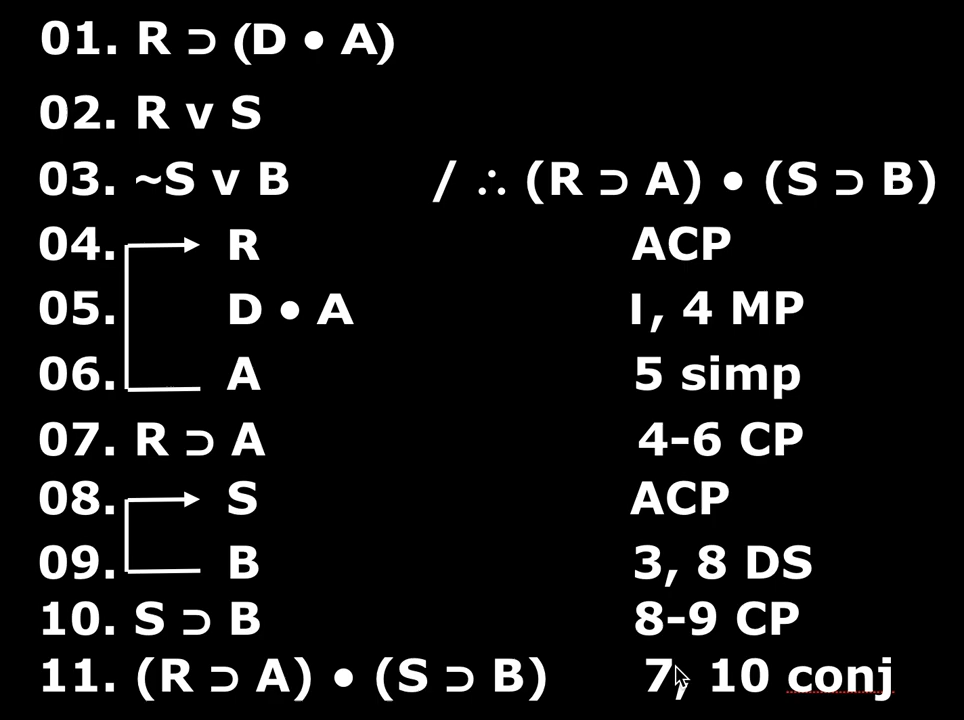 01. R ⊃ (D • A)
02. R v S
03. ~S v B / ∴ (R ⊃ A) • (S ⊃ B)
04. R ACP
05. D • A I, 4 MP
06. A 5 simp
07. R ⊃ A 4-6 CP
08. S ACP
09. B 3, 8 DS
10. S ⊃ B 8-9 CP
11. (R ⊃ A) • (S ⊃ B) 7, 10 conj